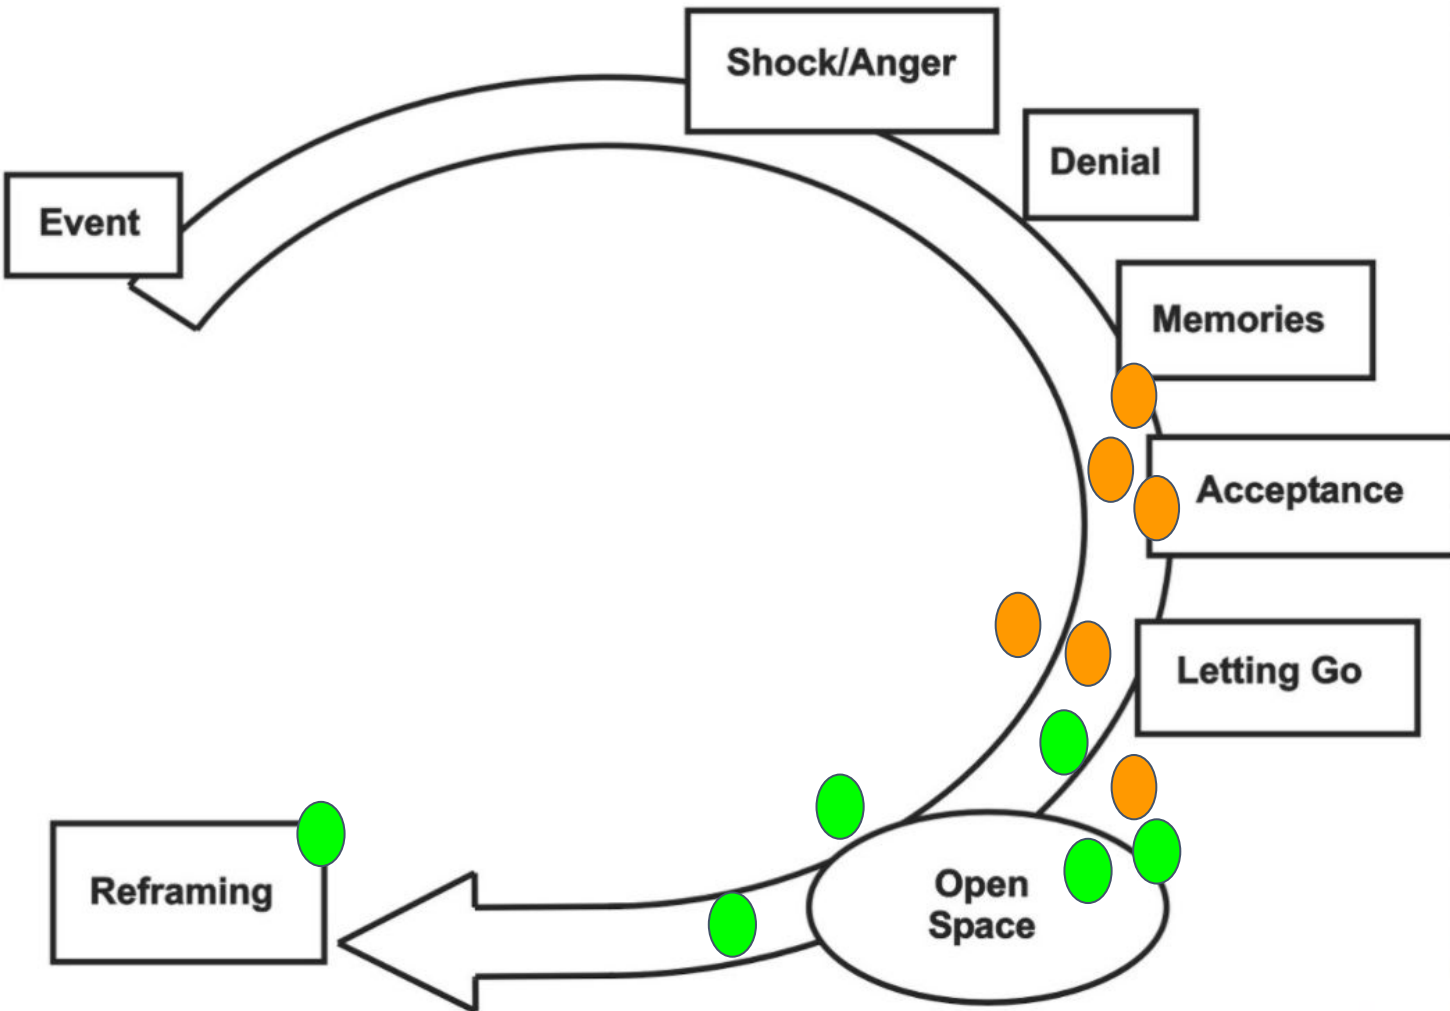 Event
Shock/Anger
Denial
Memories
Acceptance
Letting Go
Open
Space
Reframing